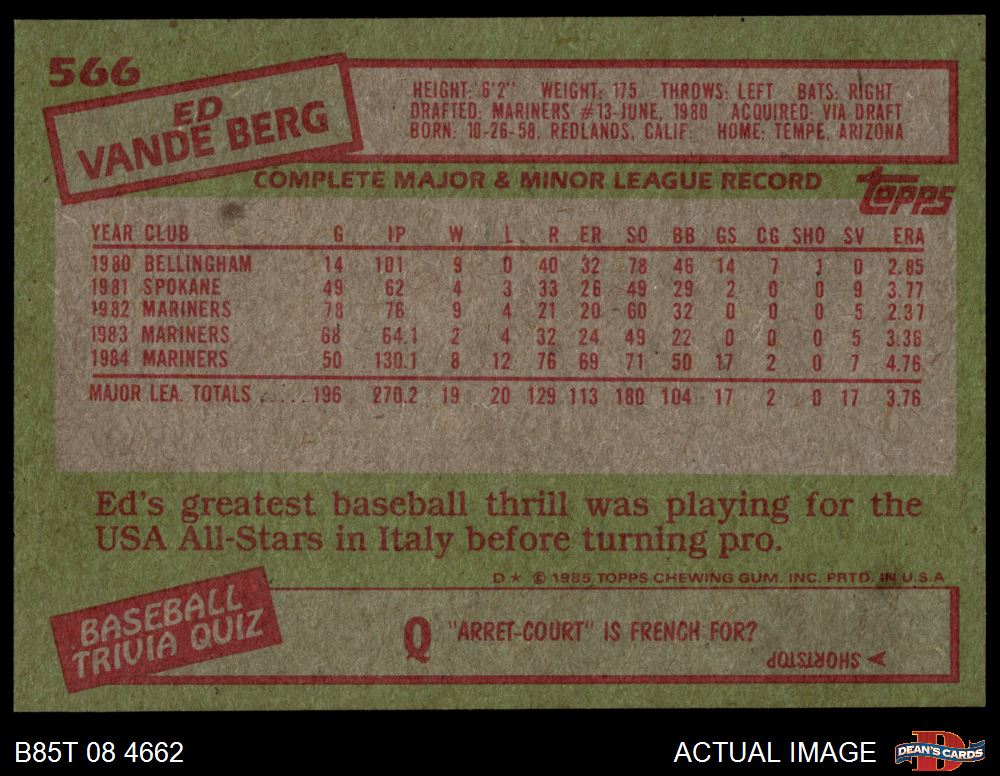 566
ED
VANDE BERG
HEIGHT: 6'2" WEIGHT: 175 THROWS: LEFT BATS: RIGHT
DRAFTED: MARINERS #13-JUNE, 1980 ACQUIRED: VIA DRAFT
BORN: 10-26-58, REDLANDS, CALIF. HOME: TEMPE, ARIZONA
COMPLETE MAJOR & MINOR LEAGUE RECORD
TOPPS
YEAR CLUB G IP W L R ER SO BB GS CG SHO SV ERA
1980 BELLINGHAM 14 101 9 0 40 32 78 46 14 7 1 0 2.85
1981 SPOKANE 49 62 4 3 33 26 49 29 2 0 0 9 3.77
1982 MARINERS 78 76 9 4 21 20 60 32 0 0 0 5 2.37
1983 MARINERS 68 64.1 2 4 32 24 49 22 0 0 0 5 3.36
1984 MARINERS 50 130.1 8 12 76 69 71 50 17 2 0 7 4.76
MAJOR LEA. TOTALS ..... 196 270.2 19 20 129 113 180 104 17 2 0 17 3.76
Ed's greatest baseball thrill was playing for the
USA All-Stars in Italy before turning pro.
D* © 1985 TOPPS CHEWING GUM, INC. PRTD. IN U.S.A
BASEBALL
TRIVIA QUIZ
Q "ARRET-COURT" IS FRENCH FOR?
SHORTSTOP
B85T 08 4662
ACTUAL IMAGE
D
DEAN'S CARDS